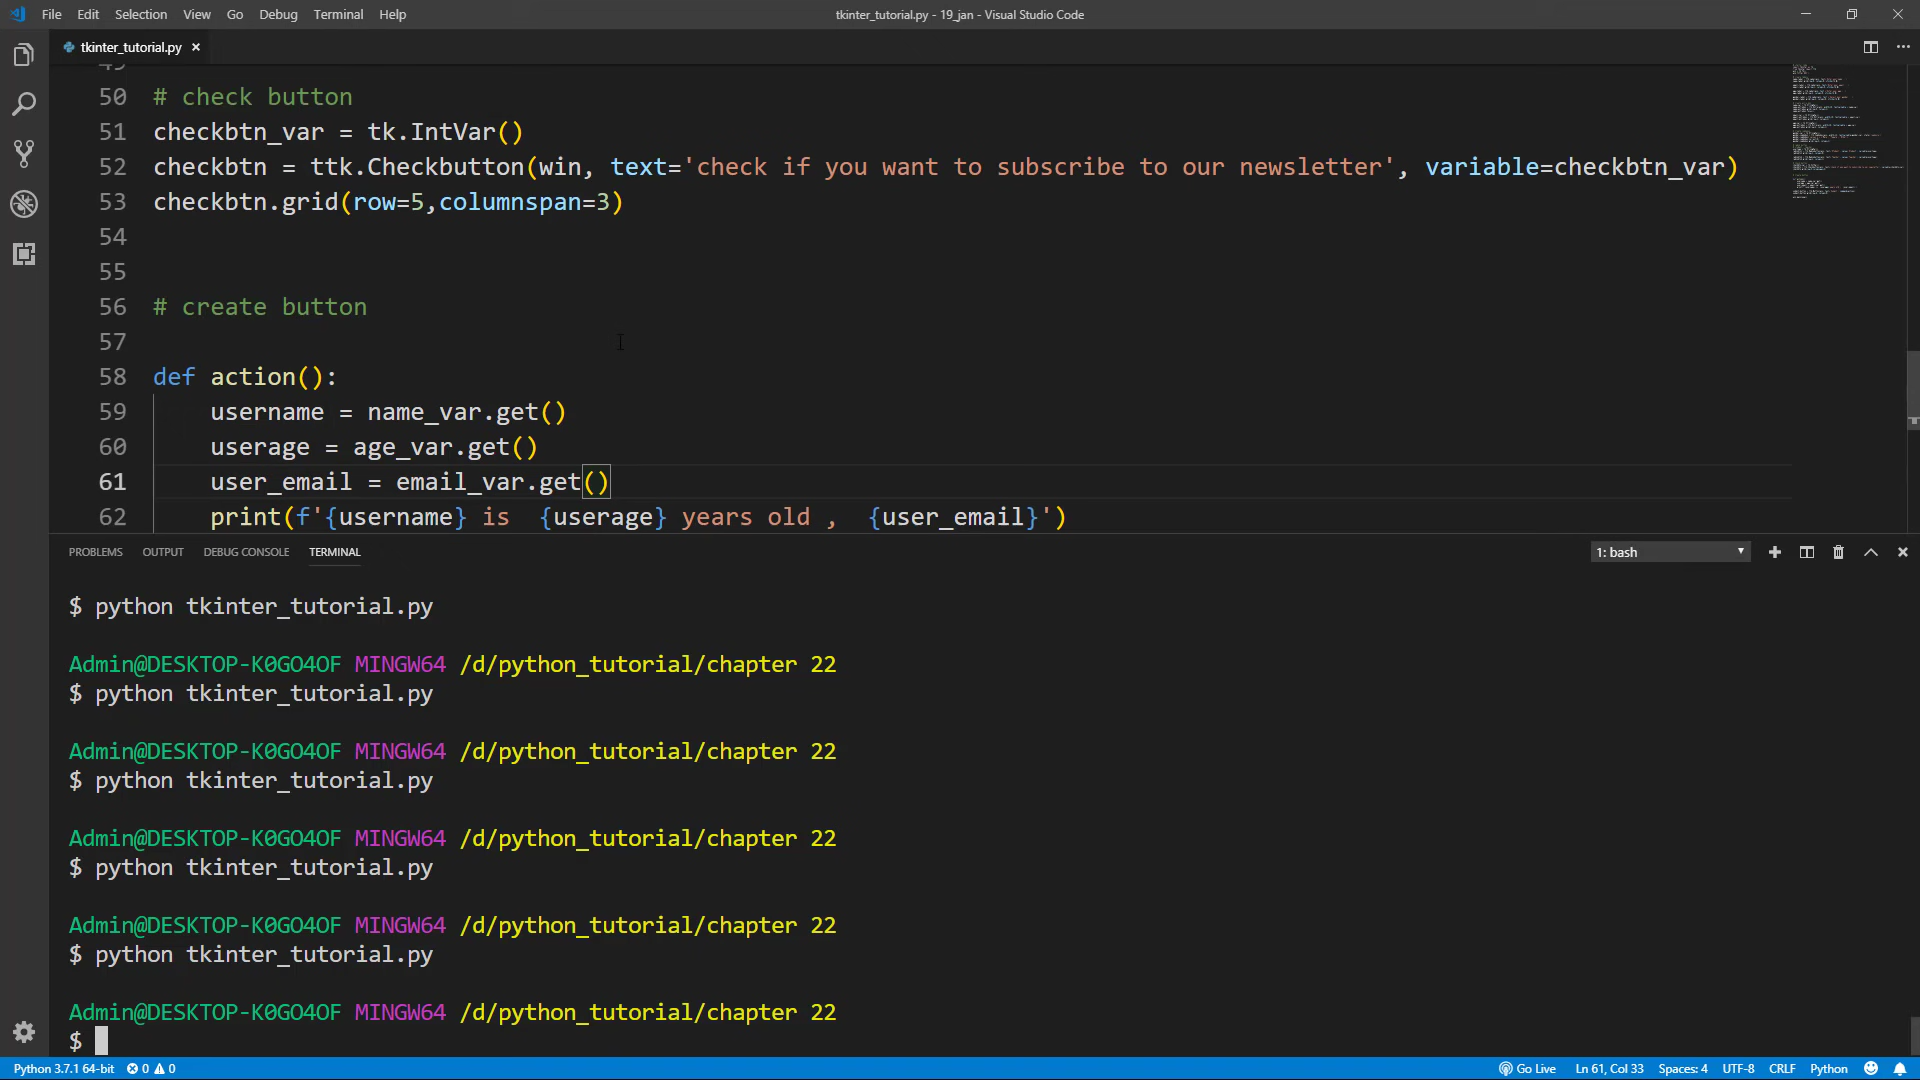 File Edit Selection View Go Debug Terminal Help
tkinter_tutorial.py - 19_jan - Visual Studio Code
tkinter_tutorial.py ×
49
50 # check button
51 checkbtn_var = tk.IntVar()
52 checkbtn = ttk.Checkbutton(win, text='check if you want to subscribe to our newsletter', variable=checkbtn_var)
53 checkbtn.grid(row=5,columnspan=3)
54
55
56 # create button
57
58 def action():
59 username = name_var.get()
60 userage = age_var.get()
61 user_email = email_var.get()
62 print(f'{username} is  {userage} years old ,  {user_email}')
PROBLEMS OUTPUT DEBUG CONSOLE TERMINAL 1: bash
$ python tkinter_tutorial.py
Admin@DESKTOP-K0GO4OF MINGW64 /d/python_tutorial/chapter 22
$ python tkinter_tutorial.py
Admin@DESKTOP-K0GO4OF MINGW64 /d/python_tutorial/chapter 22
$ python tkinter_tutorial.py
Admin@DESKTOP-K0GO4OF MINGW64 /d/python_tutorial/chapter 22
$ python tkinter_tutorial.py
Admin@DESKTOP-K0GO4OF MINGW64 /d/python_tutorial/chapter 22
$ python tkinter_tutorial.py
Admin@DESKTOP-K0GO4OF MINGW64 /d/python_tutorial/chapter 22
$
Python 3.7.1 64-bit 0 0 Go Live Ln 61, Col 33 Spaces: 4 UTF-8 CRLF Python